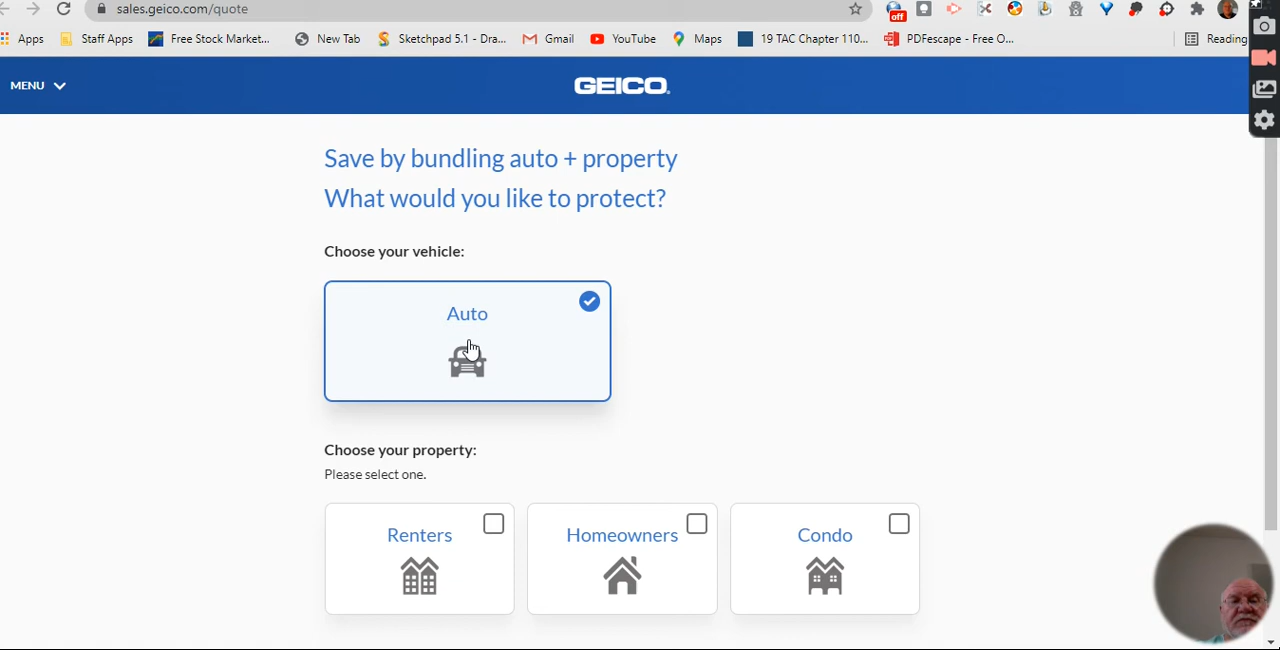 sales.geico.com/quote
off
Apps
Staff Apps
Free Stock Market...
New Tab
Sketchpad 5.1 - Dra...
Gmail
YouTube
Maps
19 TAC Chapter 110...
PDFescape - Free O...
Reading
MENU
GEICO.
Save by bundling auto + property
What would you like to protect?
Choose your vehicle:
Auto
Choose your property:
Please select one.
Renters
Homeowners
Condo